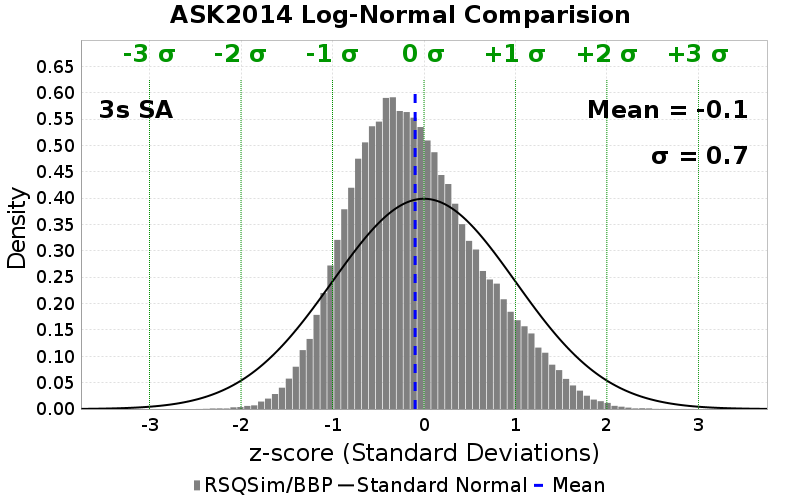 ASK2014 Log-Normal Comparision
-3 σ -2 σ -1 σ 0 σ +1 σ +2 σ +3 σ
3s SA
Mean = -0.1
σ = 0.7
Density
0.65
0.60
0.55
0.50
0.45
0.40
0.35
0.30
0.25
0.20
0.15
0.10
0.05
0.00
-3 -2 -1 0 1 2 3
z-score (Standard Deviations)
RSQSim/BBP Standard Normal Mean